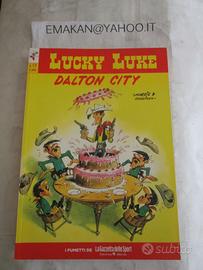 EMAKAN@YAHOO.IT
LUCKY LUKE
DALTON CITY
I FUMETTI DE La Gazzetta dello Sport
subito